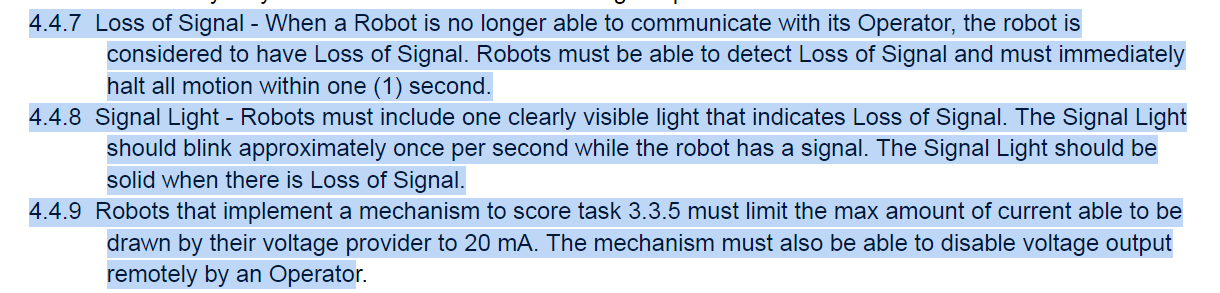 4.4.7 Loss of Signal - When a Robot is no longer able to communicate with its Operator, the robot is
considered to have Loss of Signal. Robots must be able to detect Loss of Signal and must immediately
halt all motion within one (1) second.
4.4.8 Signal Light - Robots must include one clearly visible light that indicates Loss of Signal. The Signal Light
should blink approximately once per second while the robot has a signal. The Signal Light should be
solid when there is Loss of Signal.
4.4.9 Robots that implement a mechanism to score task 3.3.5 must limit the max amount of current able to be
drawn by their voltage provider to 20 mA. The mechanism must also be able to disable voltage output
remotely by an Operator.